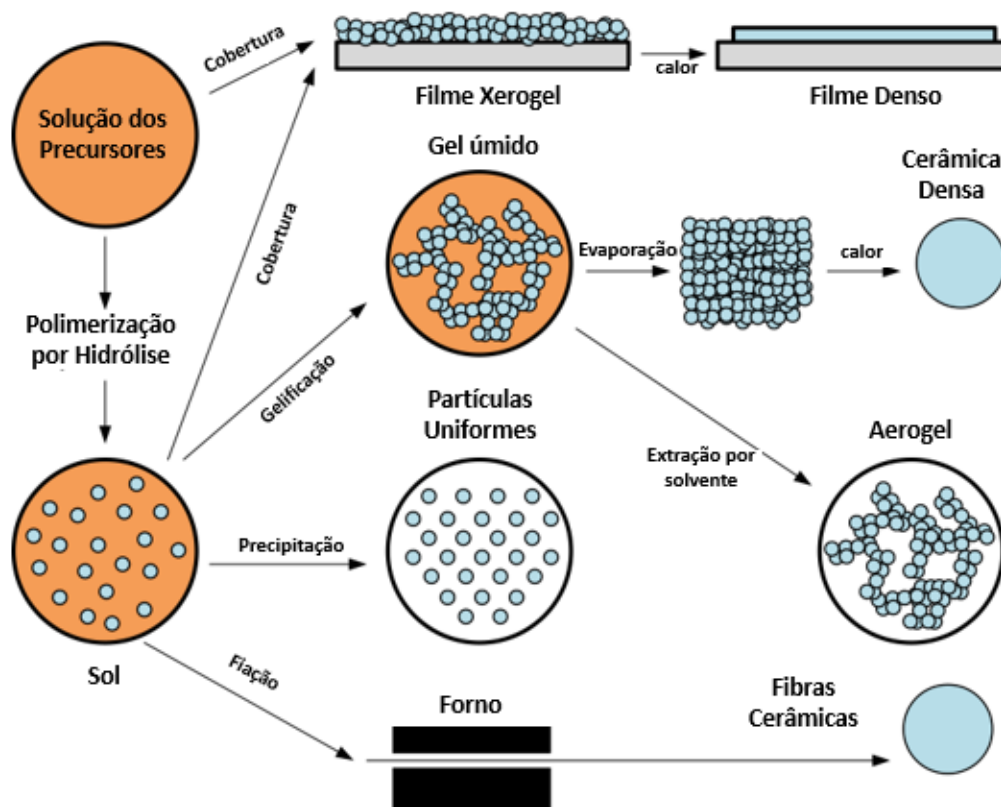 Cobertura
calor
Filme Xerogel
Filme Denso
Solução dos
Precursores
Gel úmido
Cerâmica
Densa
Cobertura
Evaporação
calor
Polimerização
por Hidrólise
Gelificação
Partículas
Uniformes
Extração por
solvente
Aerogel
Precipitação
Sol
Fiação
Forno
Fibras
Cerâmicas